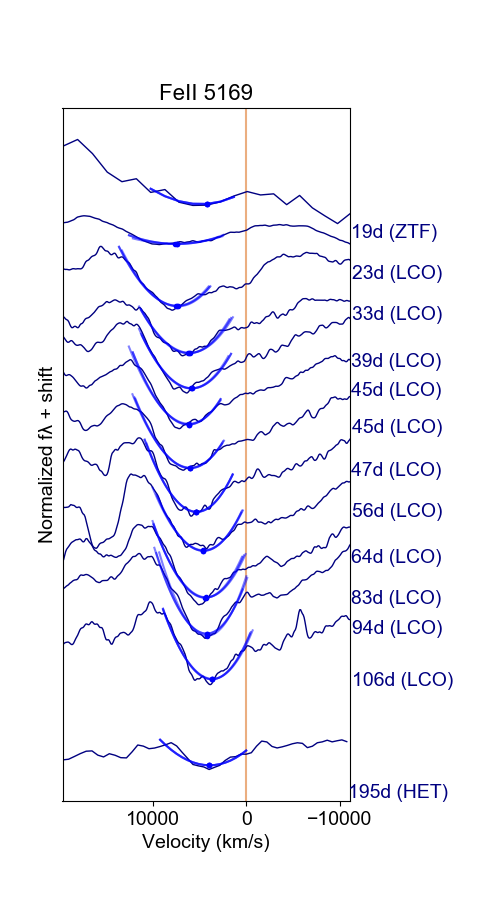 FeII 5169
19d (ZTF)
23d (LCO)
33d (LCO)
39d (LCO)
45d (LCO)
45d (LCO)
47d (LCO)
56d (LCO)
64d (LCO)
83d (LCO)
94d (LCO)
106d (LCO)
195d (HET)
Normalized fλ + shift
10000 0 −10000
Velocity (km/s)